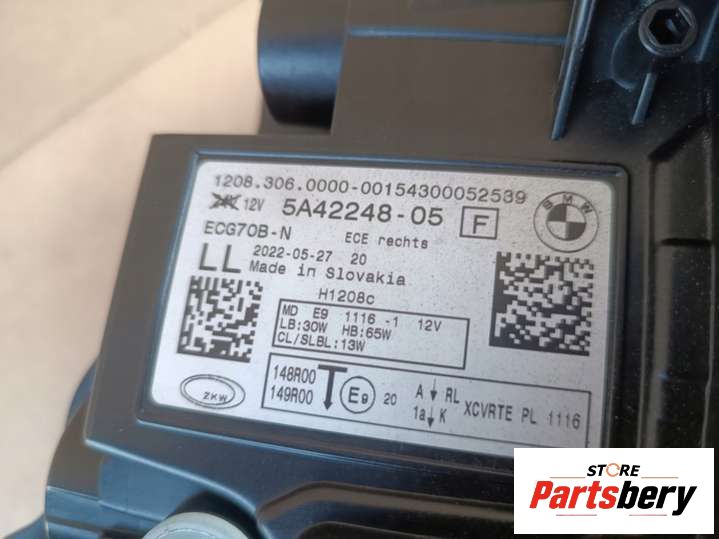 1208.306.0000-00154300052539
12V 5A42248-05 F BMW
ECG70B-N ECE rechts
LL 2022-05-27 20
Made in Slovakia
H1208c
MD E9 1116 -1 12V
LB:30W HB:65W
CL/SLBL:13W
ZKW
148R00
149R00
E9 20
A ↓ RL
1a ↓ K
XCVRTE PL 1116
STORE
Partsbery